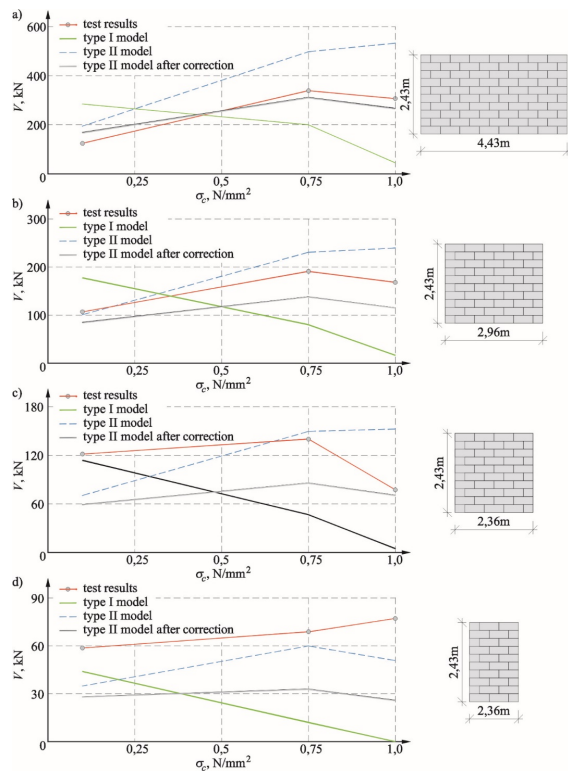 a)
600
400
200
0
V, kN
test results
type I model
type II model
type II model after correction
0,25
0,5
0,75
1,0
σc, N/mm²
2,43m
4,43m
b)
300
200
100
0
V, kN
test results
type I model
type II model
type II model after correction
0,25
0,5
0,75
1,0
σc, N/mm²
2,43m
2,96m
c)
180
120
60
0
V, kN
test results
type I model
type II model
type II model after correction
0,25
0,5
0,75
1,0
σc, N/mm²
2,43m
2,36m
d)
90
60
30
0
V, kN
test results
type I model
type II model
type II model after correction
0,25
0,5
0,75
1,0
σc, N/mm²
2,43m
2,36m